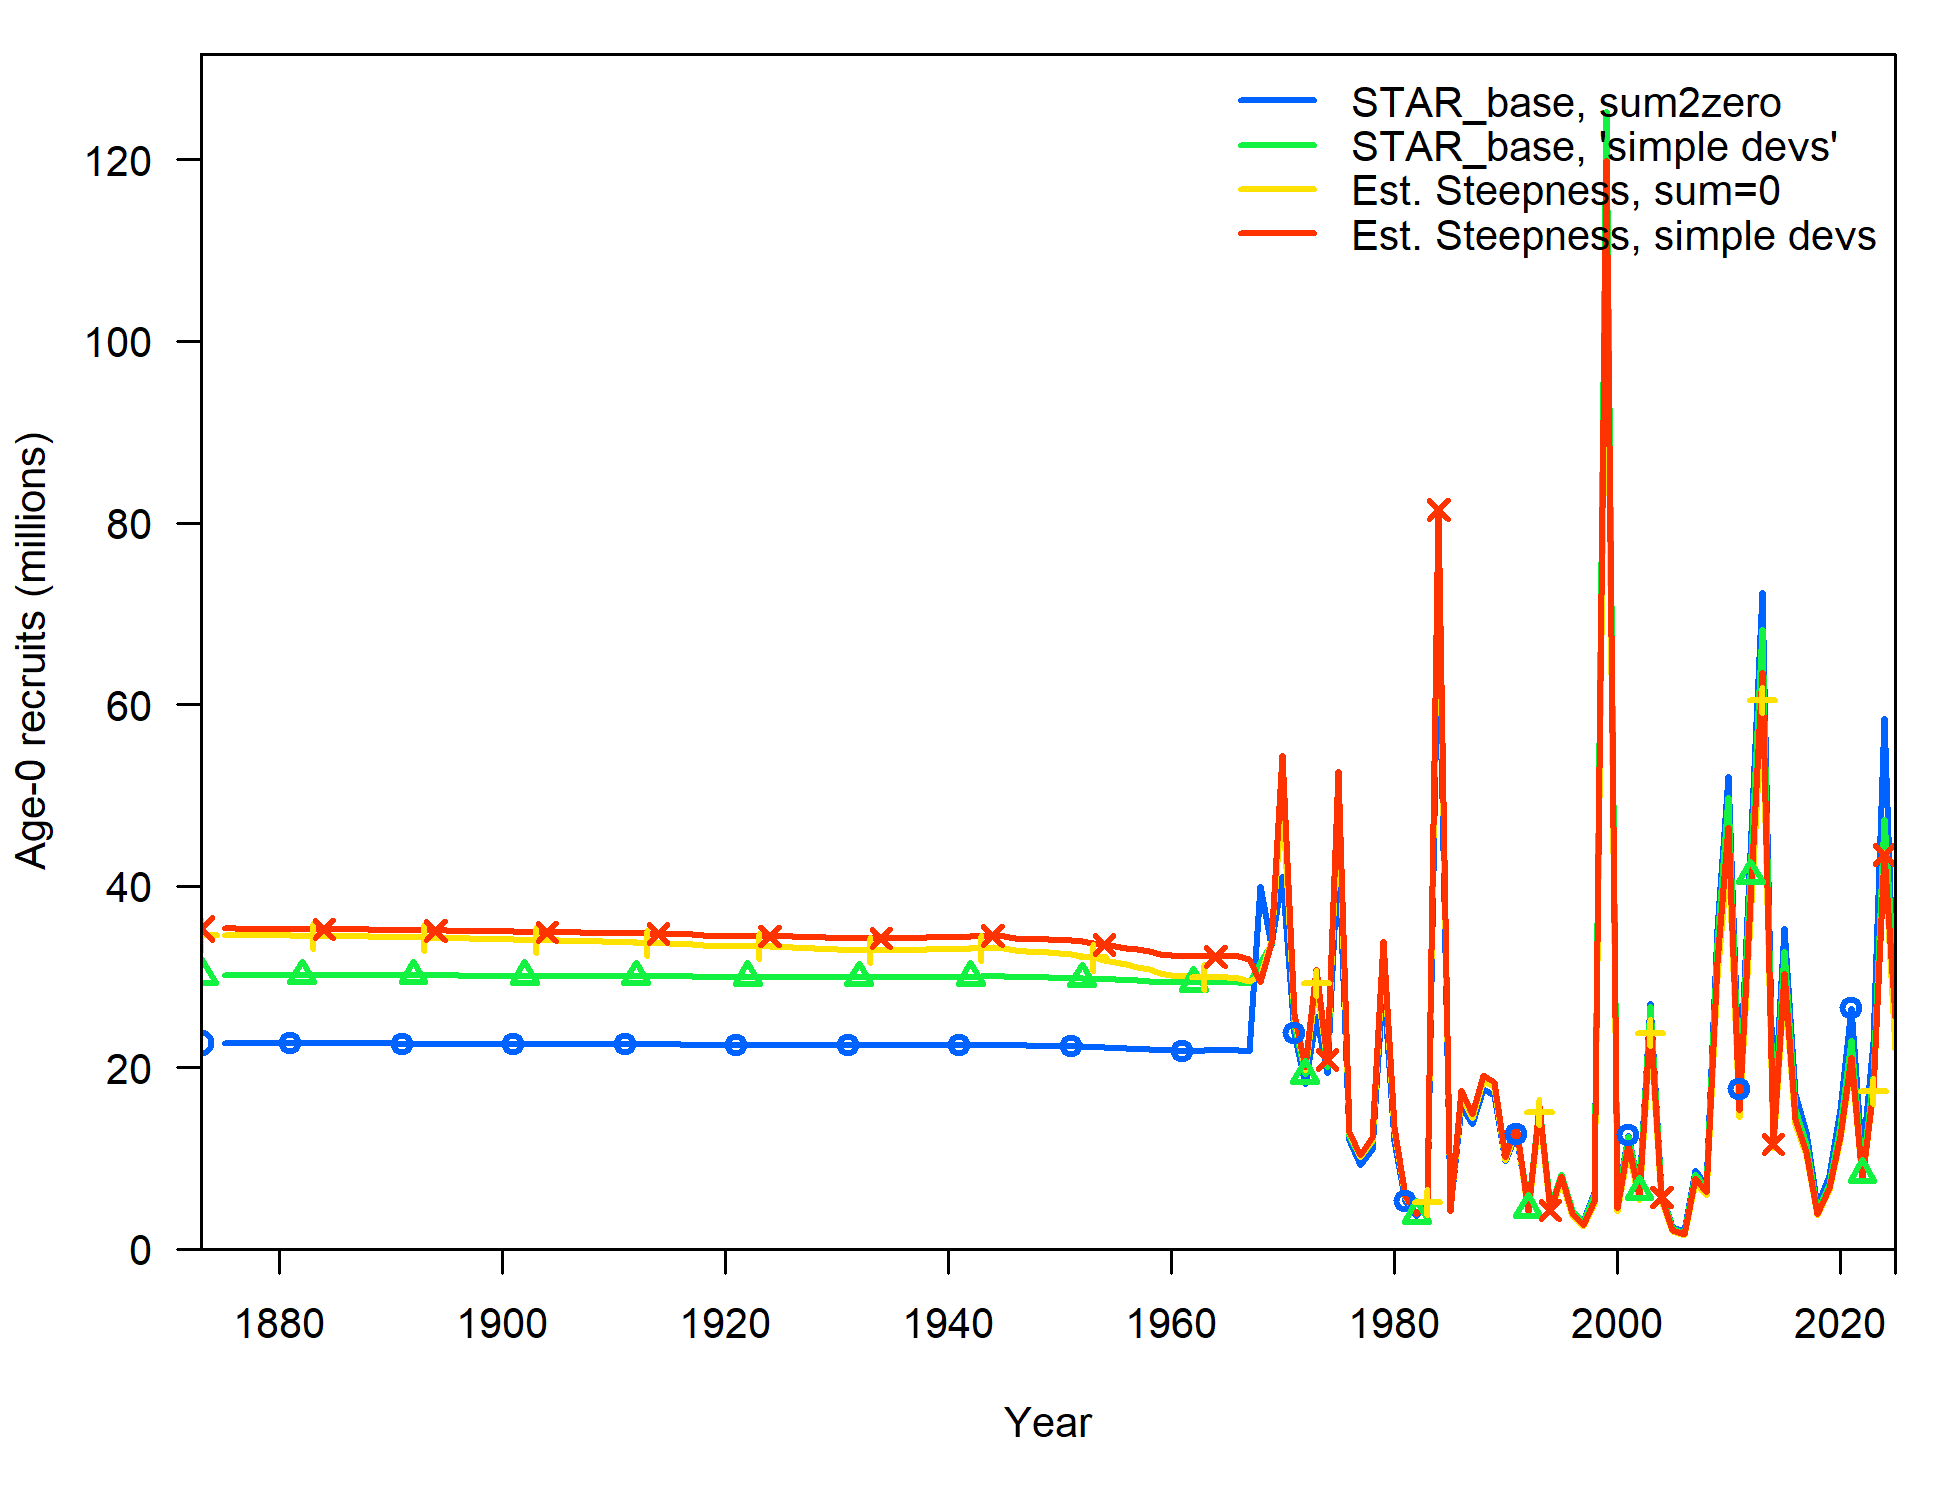 STAR_base, sum2zero
STAR_base, 'simple devs'
Est. Steepness, sum=0
Est. Steepness, simple devs
Age-0 recruits (millions)
120
100
80
60
40
20
0
1880 1900 1920 1940 1960 1980 2000 2020
Year